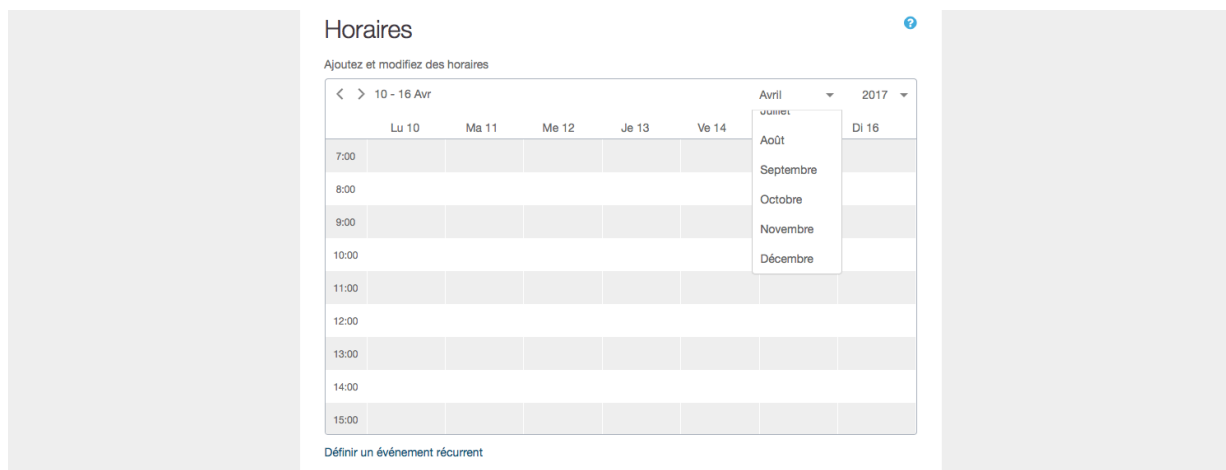 Horaires
Ajoutez et modifiez des horaires
10 - 16 Avr Avril 2017
Lu 10 Ma 11 Me 12 Je 13 Ve 14 Di 16
Juillet
Août
Septembre
Octobre
Novembre
Décembre
7:00
8:00
9:00
10:00
11:00
12:00
13:00
14:00
15:00
Définir un événement récurrent